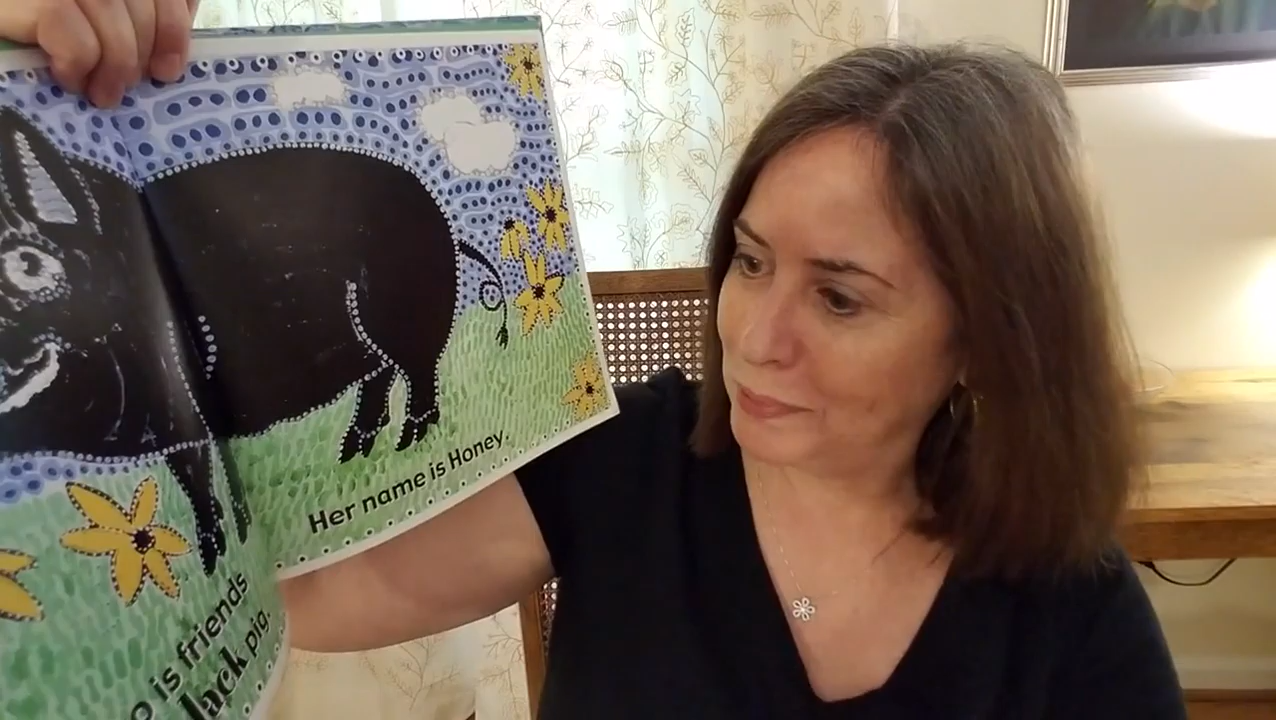 is friends
pig.
Her name is Honey.